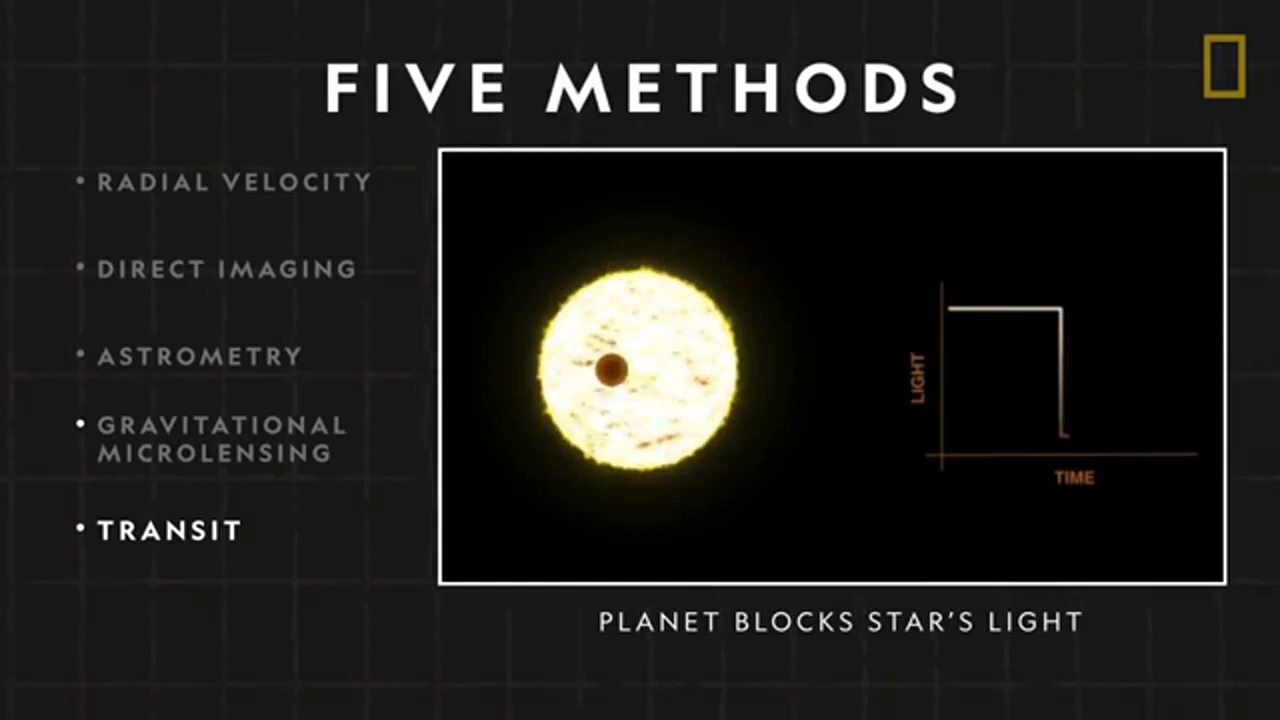 FIVE METHODS
• RADIAL VELOCITY
• DIRECT IMAGING
• ASTROMETRY
• GRAVITATIONAL
MICROLENSING
• TRANSIT
LIGHT
TIME
PLANET BLOCKS STAR'S LIGHT